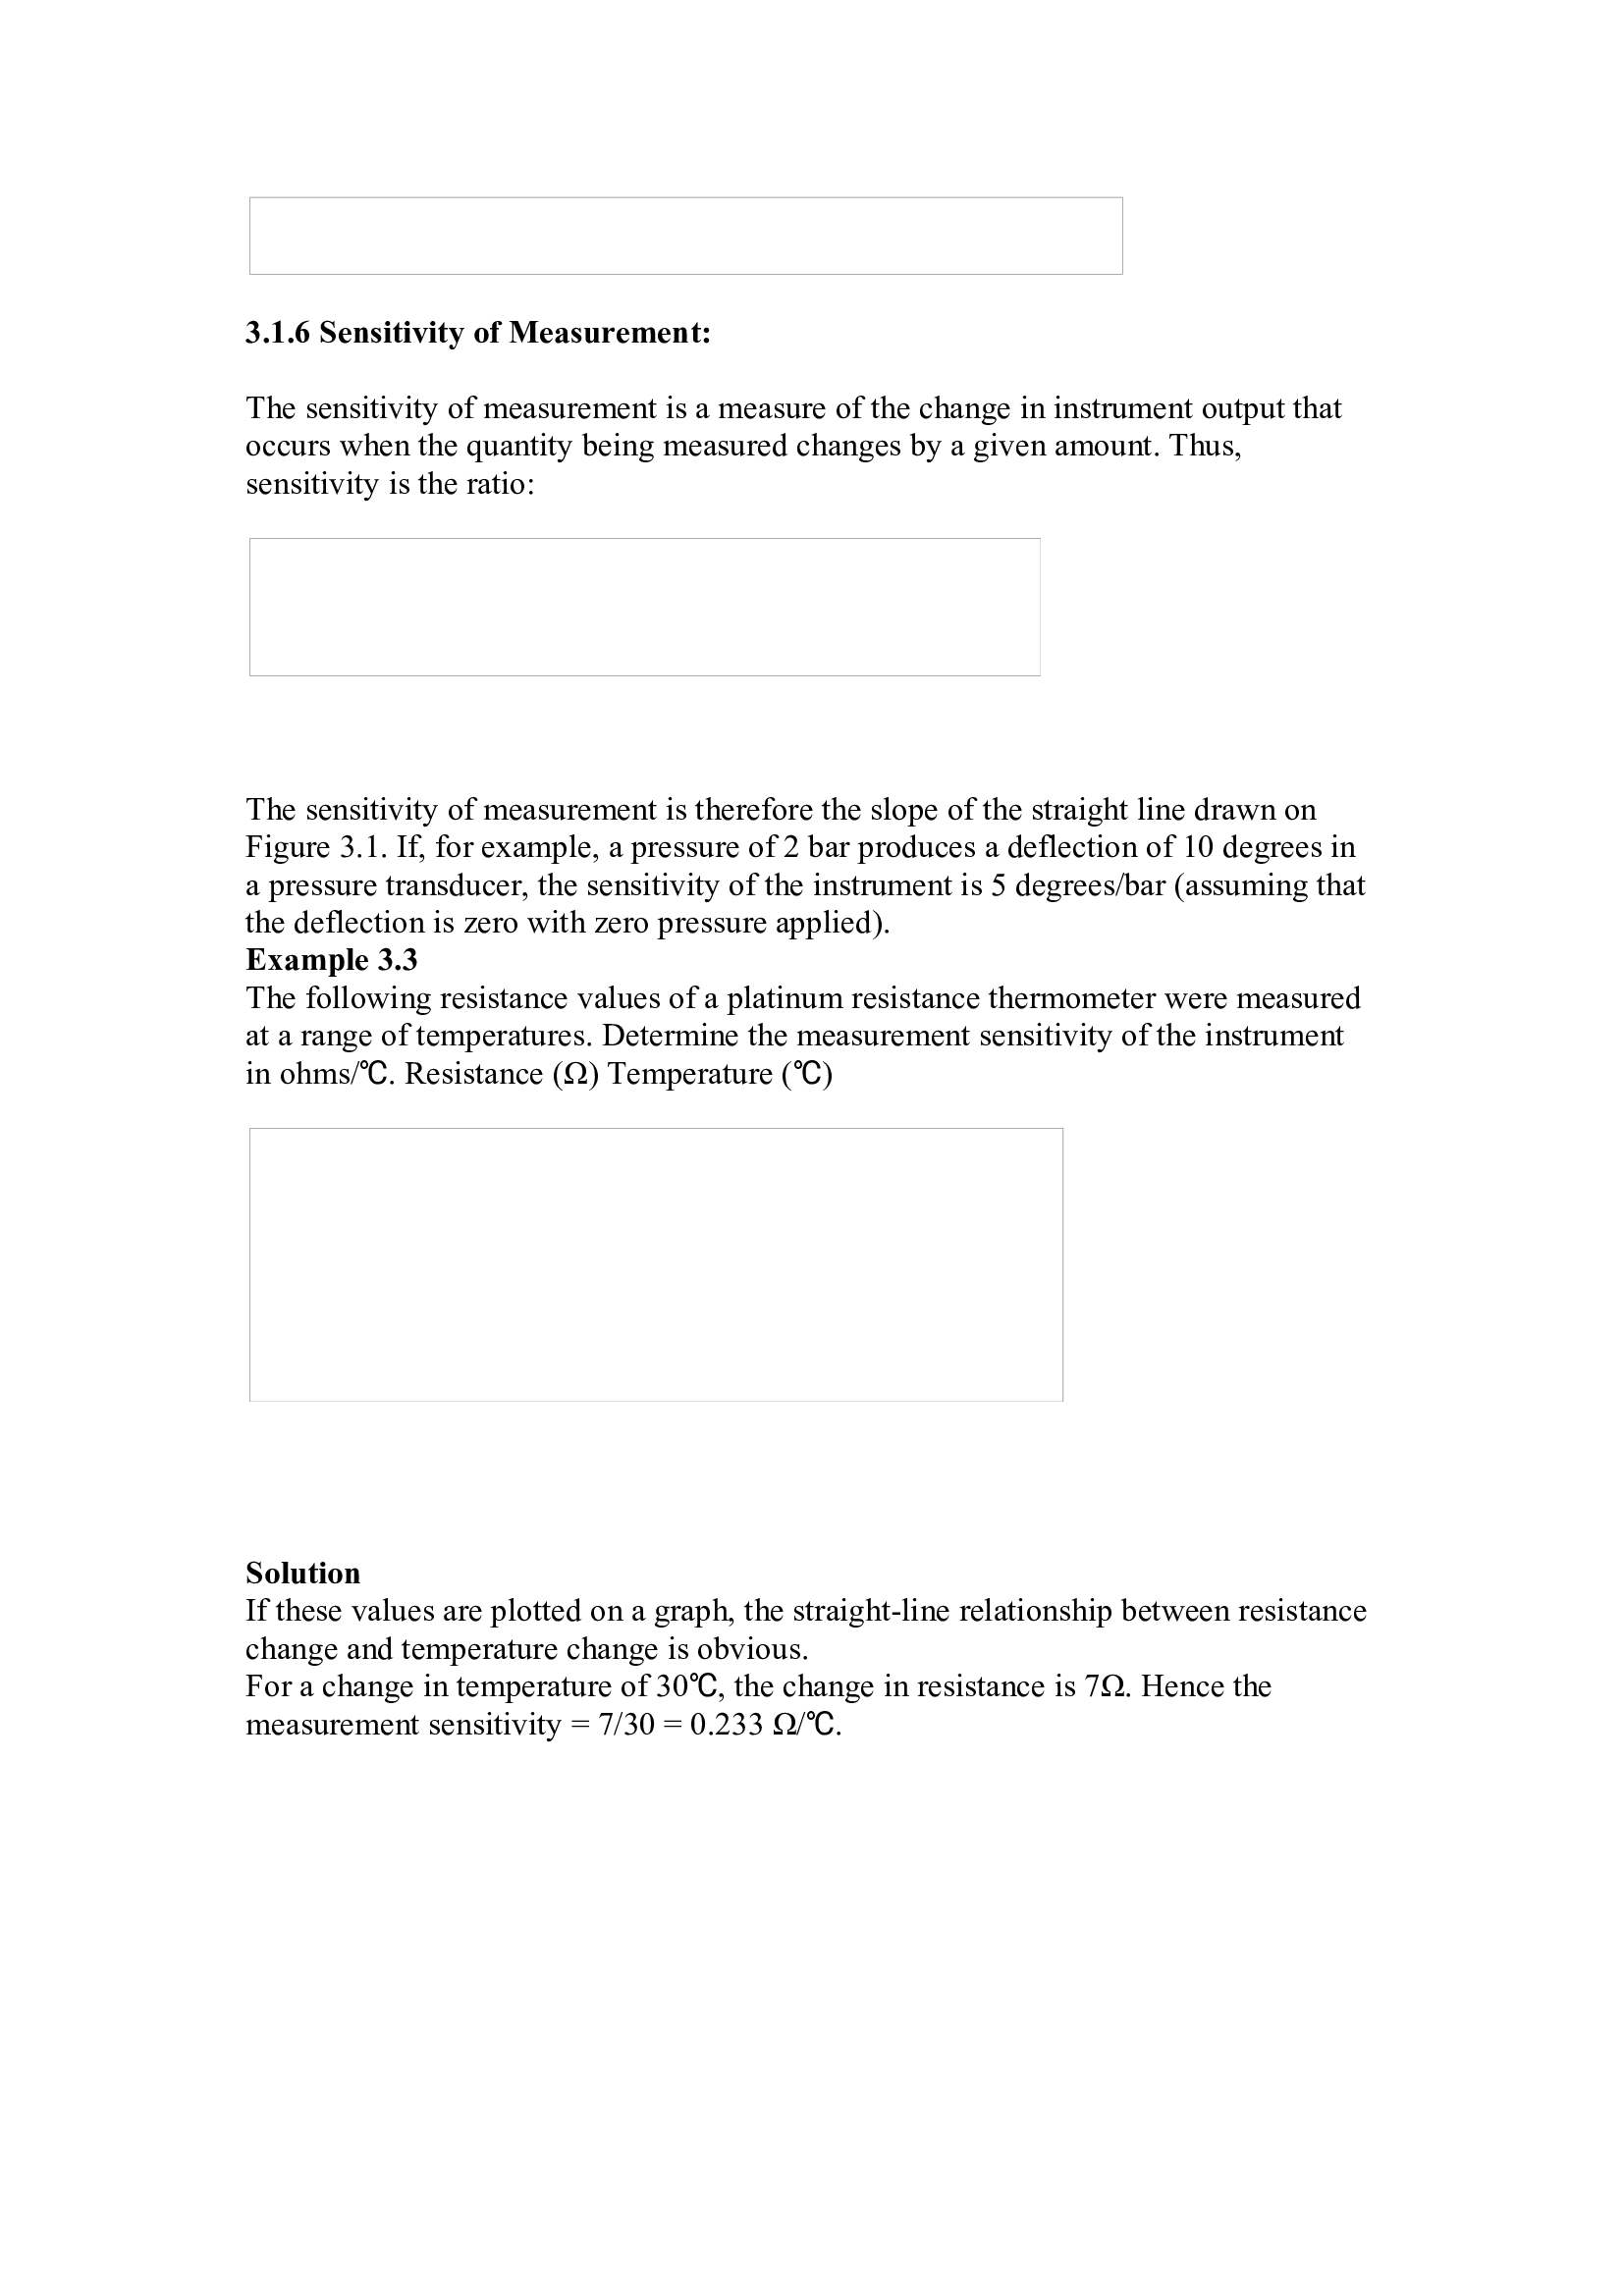 3.1.6 Sensitivity of Measurement:
The sensitivity of measurement is a measure of the change in instrument output that
occurs when the quantity being measured changes by a given amount. Thus,
sensitivity is the ratio:
The sensitivity of measurement is therefore the slope of the straight line drawn on
Figure 3.1. If, for example, a pressure of 2 bar produces a deflection of 10 degrees in
a pressure transducer, the sensitivity of the instrument is 5 degrees/bar (assuming that
the deflection is zero with zero pressure applied).
Example 3.3
The following resistance values of a platinum resistance thermometer were measured
at a range of temperatures. Determine the measurement sensitivity of the instrument
in ohms/℃. Resistance (Ω) Temperature (℃)
Solution
If these values are plotted on a graph, the straight-line relationship between resistance
change and temperature change is obvious.
For a change in temperature of 30℃, the change in resistance is 7Ω. Hence the
measurement sensitivity = 7/30 = 0.233 Ω/℃.